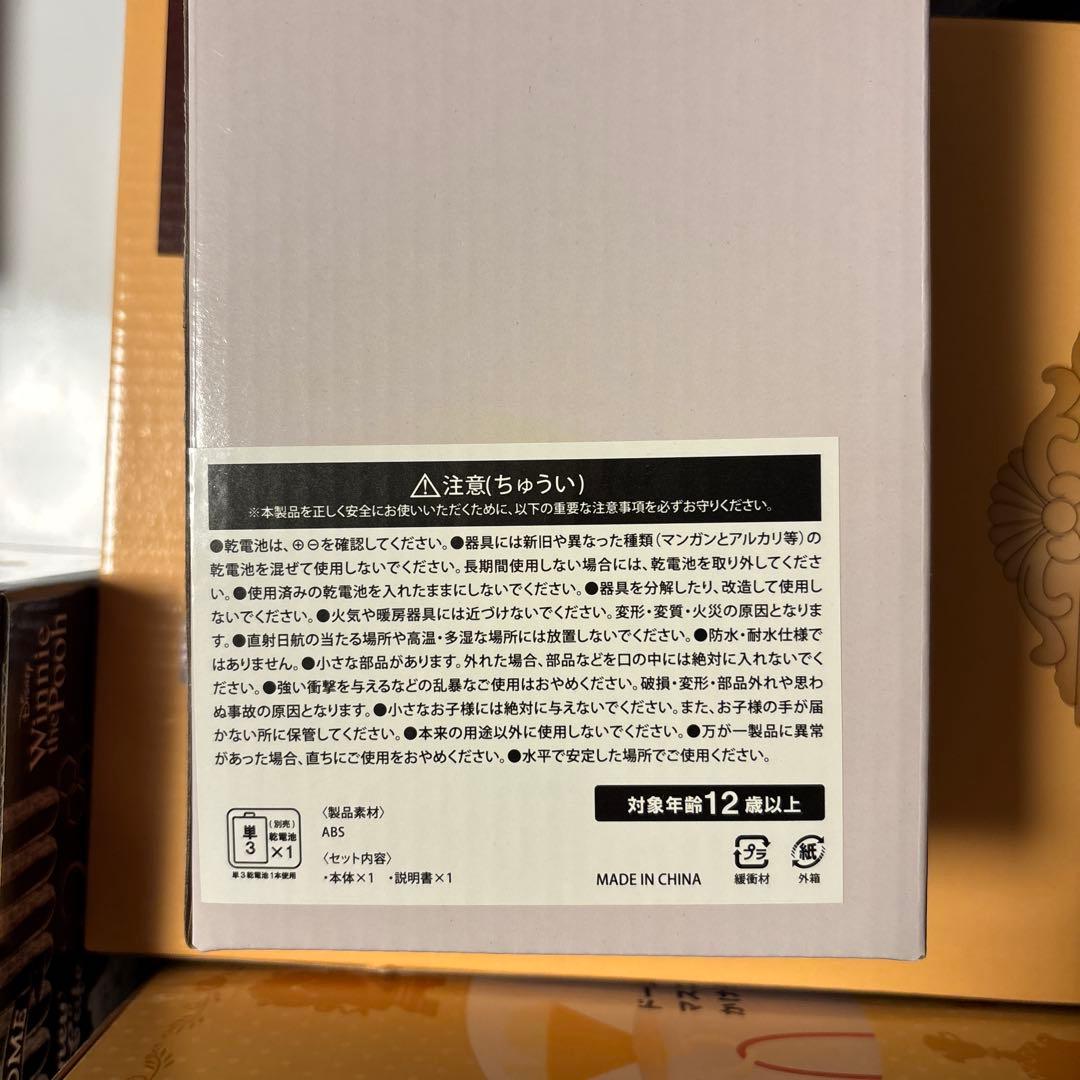 ⚠注意(ちゅうい)
※本製品を正しく安全にお使いいただくために、以下の重要な注意事項を必ずお守りください。
●乾電池は、⊕⊖を確認してください。●器具には新旧や異なった種類(マンガンとアルカリ等)の
乾電池を混ぜて使用しないでください。長期間使用しない場合には、乾電池を取り外してくださ
い。●使用済みの乾電池を入れたままにしないでください。●器具を分解したり、改造して使用し
ないでください。●火気や暖房器具には近づけないでください。変形・変質・火災の原因となりま
す。●直射日航の当たる場所や高温・多湿な場所には放置しないでください。●防水・耐水仕様で
はありません。●小さな部品があります。外れた場合、部品などを口の中には絶対に入れないでく
ださい。●強い衝撃を与えるなどの乱暴なご使用はおやめください。破損・変形・部品外れや思わ
ぬ事故の原因となります。●小さなお子様には絶対に与えないでください。また、お子様の手が届
かない所に保管してください。●本来の用途以外に使用しないでください。●万が一製品に異常
があった場合、直ちにご使用をおやめください。●水平で安定した場所でご使用ください。
対象年齢12歳以上
単3
(別売)
乾電池
×1
単3乾電池1本使用
〈製品素材〉
ABS
〈セット内容〉
・本体×1 ・説明書×1
MADE IN CHINA
プラ
緩衝材
紙
外箱
Disney
Winnie
the
Pooh